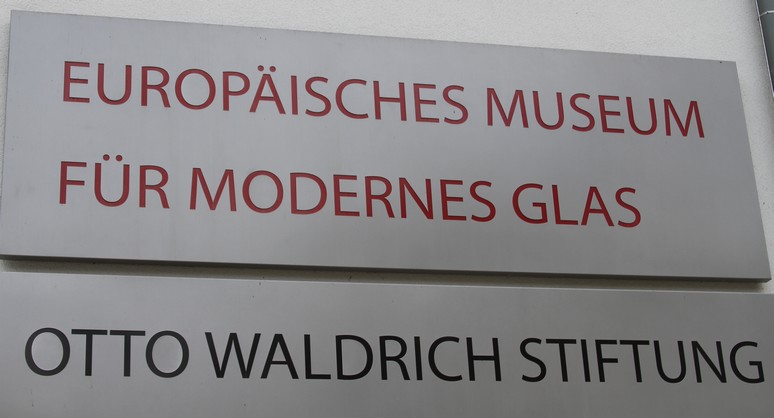 EUROPÄISCHES MUSEUM
FÜR MODERNES GLAS
OTTO WALDRICH STIFTUNG